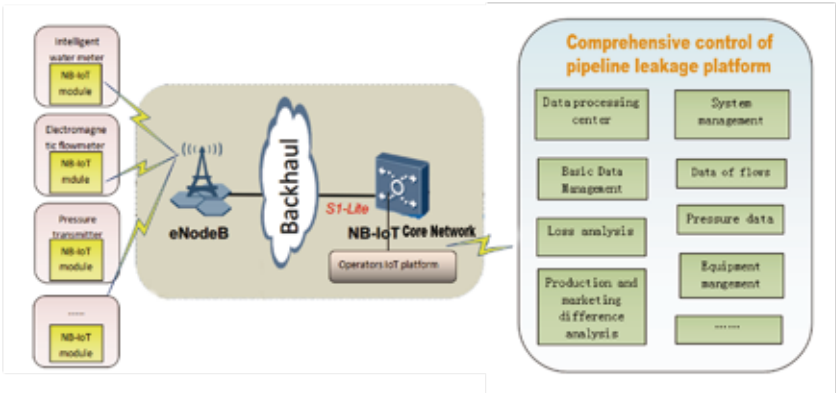 Intelligent
water meter
NB-IoT
module
Electromagne
tic flowmeter
NB-IoT
mdule
Pressure
transmitter
NB-IoT
module
......
NB-IoT
module
eNodeB
Backhaul
S1-Lite
NB-IoT Core Network
Operators IoT platform
Comprehensive control of
pipeline leakage platform
Data processing
center
System
management
Basic Data
Management
Data of flows
Loss analysis
Pressure data
Production and
marketing
difference
analysis
Equipment
mangement
......